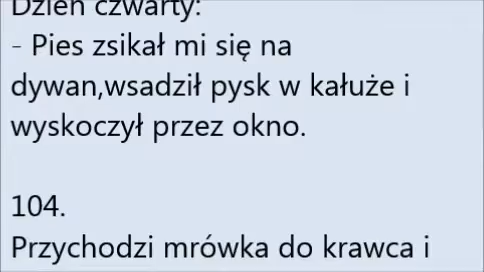 Dzień czwarty:
- Pies zsikał mi się na
dywan,wsadził pysk w kałuże i
wyskoczył przez okno.
104.
Przychodzi mrówka do krawca i